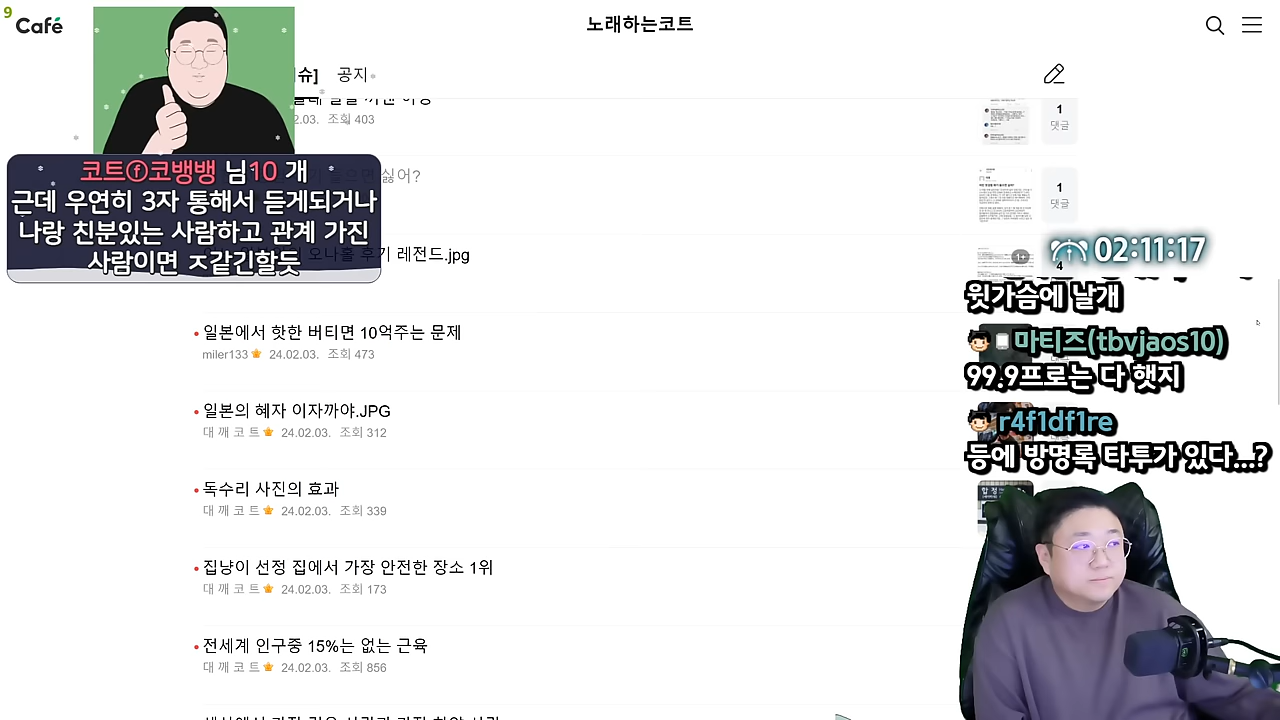 9
Café
노래하는코트
슈]
공지
2.03. 조회 403
1
댓글
코트ⓕ코뱅뱅 님10 개
근데 우연히 3자 통해서 듣게 되거나
나랑 친분있는 사람하고 관계 가진
사람이면 ㅈ같긴할든
싫어?
1
댓글
후기 레전드.jpg
1+
4
02:11:17
일본에서 핫한 버티면 10억주는 문제
miler133 24.02.03. 조회 473
일본의 혜자 이자까야.JPG
대 깨 코 트 24.02.03. 조회 312
독수리 사진의 효과
대 깨 코 트 24.02.03. 조회 339
집냥이 선정 집에서 가장 안전한 장소 1위
대 깨 코 트 24.02.03. 조회 173
전세계 인구중 15%는 없는 근육
대 깨 코 트 24.02.03. 조회 856
윗가슴에 날개
마티즈(tbvjaos10)
99.9프로는 다 햇지
r4f1df1re
등에 방명록 타투가 있다...?